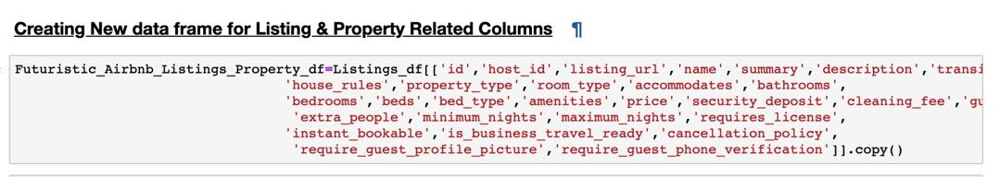 Creating New data frame for Listing & Property Related Columns ¶
Futuristic_Airbnb_Listings_Property_df=Listings_df[['id','host_id','listing_url','name','summary','description','transi
'house_rules','property_type','room_type','accommodates','bathrooms',
'bedrooms','beds','bed_type','amenities','price','security_deposit','cleaning_fee','gu
'extra_people','minimum_nights','maximum_nights','requires_license',
'instant_bookable','is_business_travel_ready','cancellation_policy',
'require_guest_profile_picture','require_guest_phone_verification']].copy()